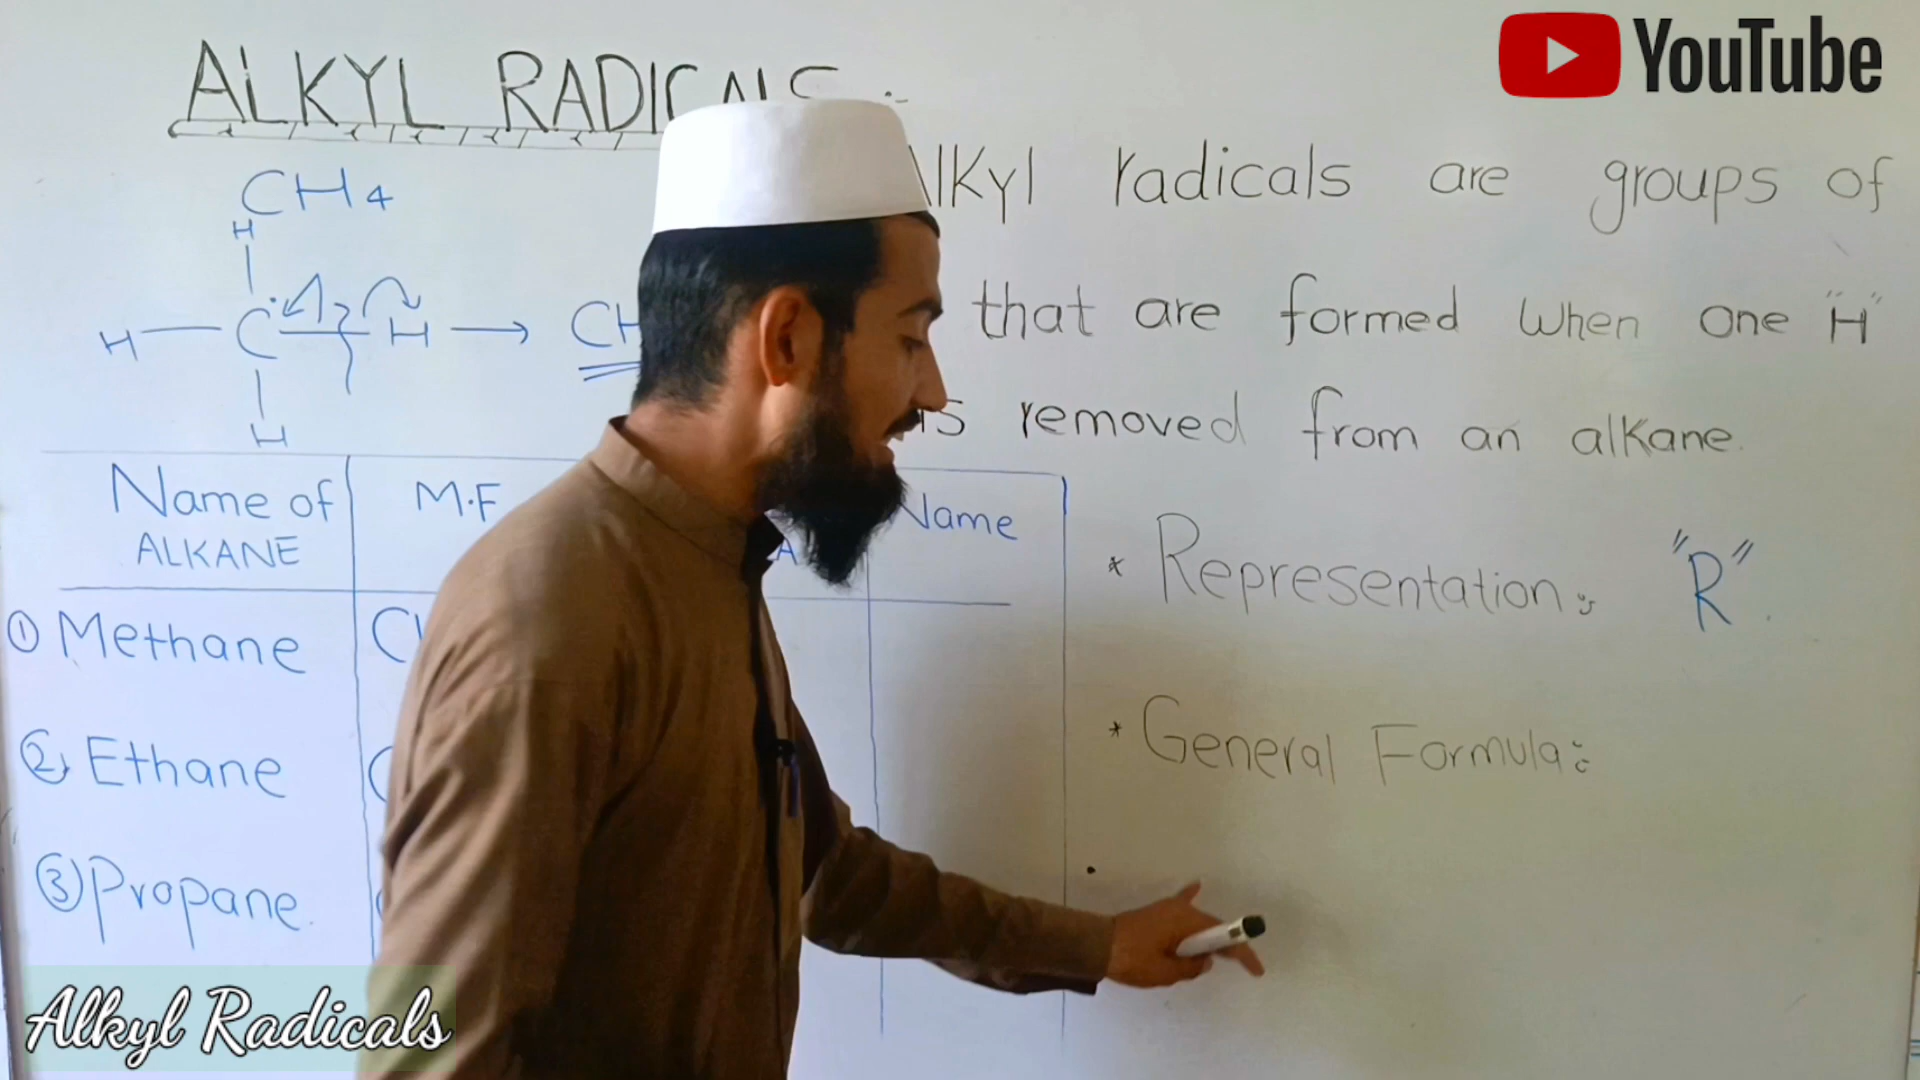 YouTube
ALKYL RADICALS :-
Alkyl radicals are groups of
that are formed when one "H"
is removed from an alkane.
CH4
H
H — C — H → CH
H
Name of ALKANE | M.F | Name
① Methane
② Ethane
③ Propane.
* Representation: "R".
* General Formula:
Alkyl Radicals